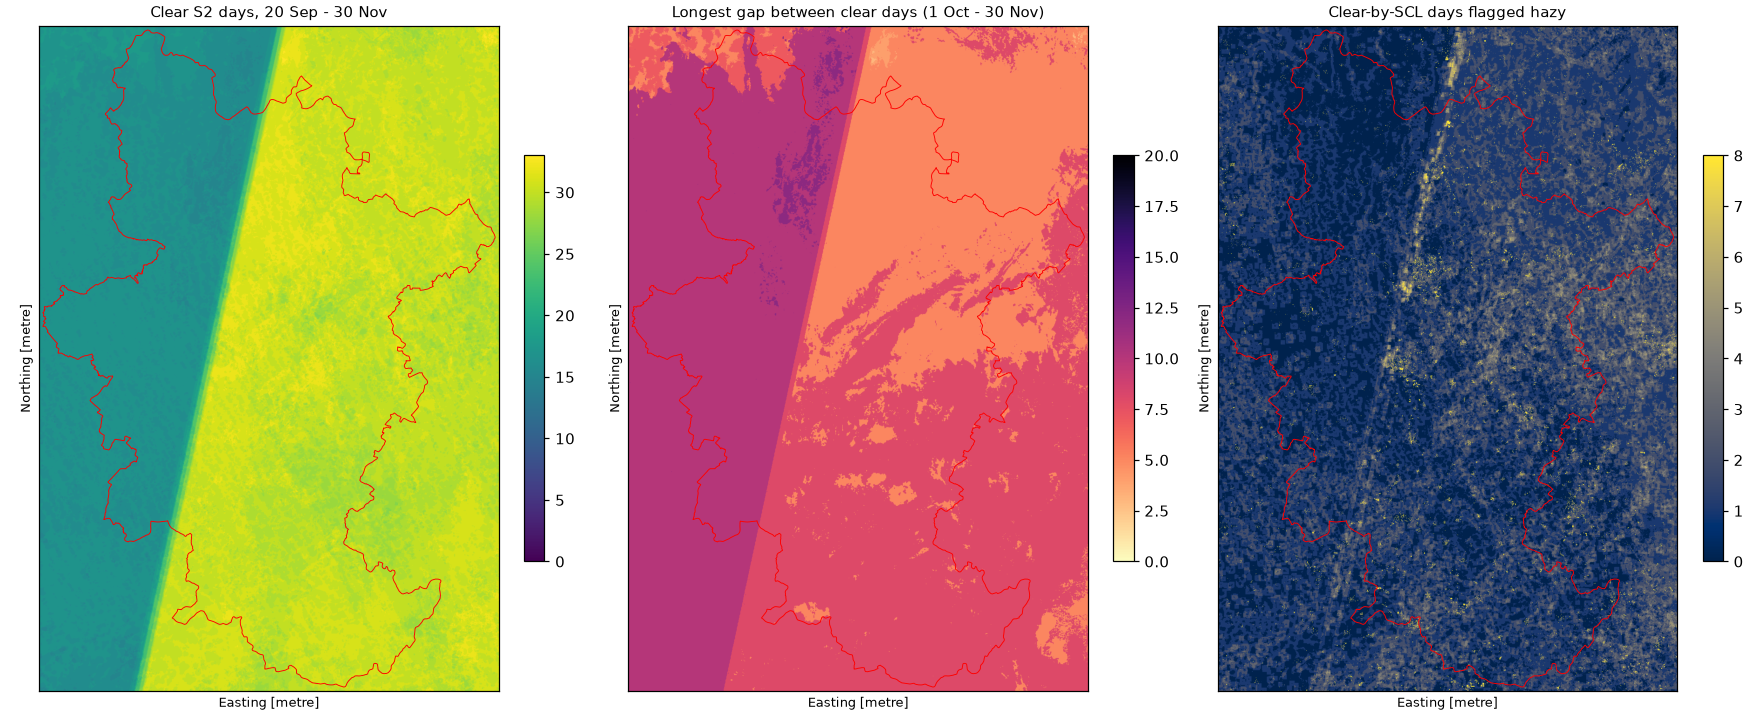 Clear S2 days, 20 Sep - 30 Nov
Northing [metre]
Easting [metre]
30
25
20
15
10
5
0
Longest gap between clear days (1 Oct - 30 Nov)
Northing [metre]
Easting [metre]
20.0
17.5
15.0
12.5
10.0
7.5
5.0
2.5
0.0
Clear-by-SCL days flagged hazy
Northing [metre]
Easting [metre]
8
7
6
5
4
3
2
1
0